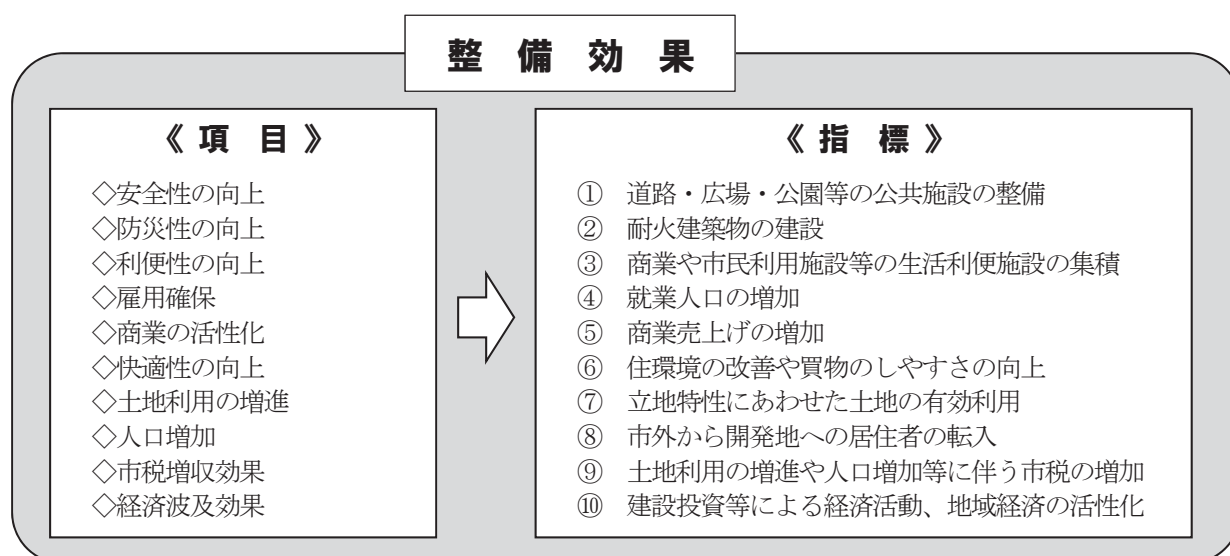 整備効果
《項目》
◇安全性の向上
◇防災性の向上
◇利便性の向上
◇雇用確保
◇商業の活性化
◇快適性の向上
◇土地利用の増進
◇人口増加
◇市税増収効果
◇経済波及効果
《指標》
① 道路・広場・公園等の公共施設の整備
② 耐火建築物の建設
③ 商業や市民利用施設等の生活利便施設の集積
④ 就業人口の増加
⑤ 商業売上げの増加
⑥ 住環境の改善や買物のしやすさの向上
⑦ 立地特性にあわせた土地の有効利用
⑧ 市外から開発地への居住者の転入
⑨ 土地利用の増進や人口増加等に伴う市税の増加
⑩ 建設投資等による経済活動、地域経済の活性化